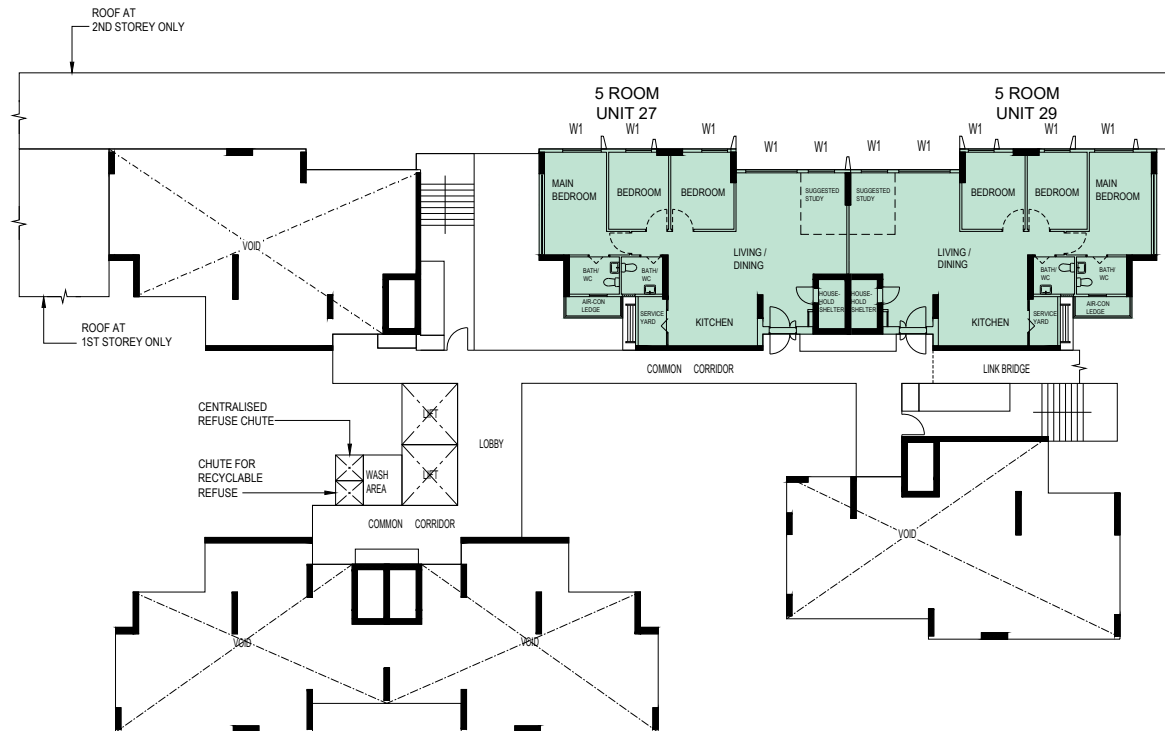 ROOF AT
2ND STOREY ONLY
5 ROOM
UNIT 27
5 ROOM
UNIT 29
W1
W1
W1
W1
W1
W1
W1
W1
W1
W1
MAIN
BEDROOM
BEDROOM
BEDROOM
SUGGESTED
STUDY
SUGGESTED
STUDY
BEDROOM
BEDROOM
MAIN
BEDROOM
VOID
LIVING /
DINING
LIVING /
DINING
BATH/
WC
BATH/
WC
BATH/
WC
BATH/
WC
AIR-CON
LEDGE
HOUSE-
HOLD
SHELTER
HOUSE-
HOLD
SHELTER
AIR-CON
LEDGE
SERVICE
YARD
KITCHEN
KITCHEN
SERVICE
YARD
ROOF AT
1ST STOREY ONLY
COMMON CORRIDOR
LINK BRIDGE
CENTRALISED
REFUSE CHUTE
LIFT
LOBBY
CHUTE FOR
RECYCLABLE
REFUSE
WASH
AREA
LIFT
COMMON CORRIDOR
VOID
VOID
VOID